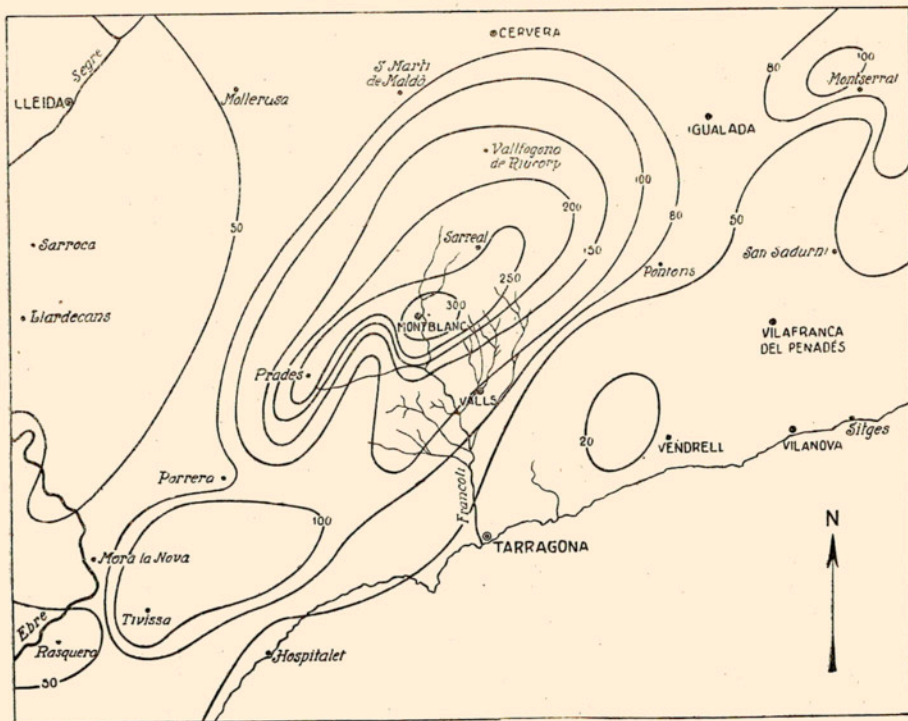 CERVERA
Segre
S Martí
de Maldà
80
100
Montserrat
LLEIDA
Mollerusa
IGUALADA
Vallfogona
de Riucorp
100
50
200
80
50
Sarroca
Sarreal
150
San Sadurní
250
Pontons
Llardecans
300
MONTBLANC
VILAFRANCA
DEL PENADÉS
Prades
VALLS
20
VENDRELL
VILANOVA
Sitges
Porrera
Francolí
100
N
TARRAGONA
Mora la Nova
Tivissa
Ebre
Rasquera
Hospitalet
50